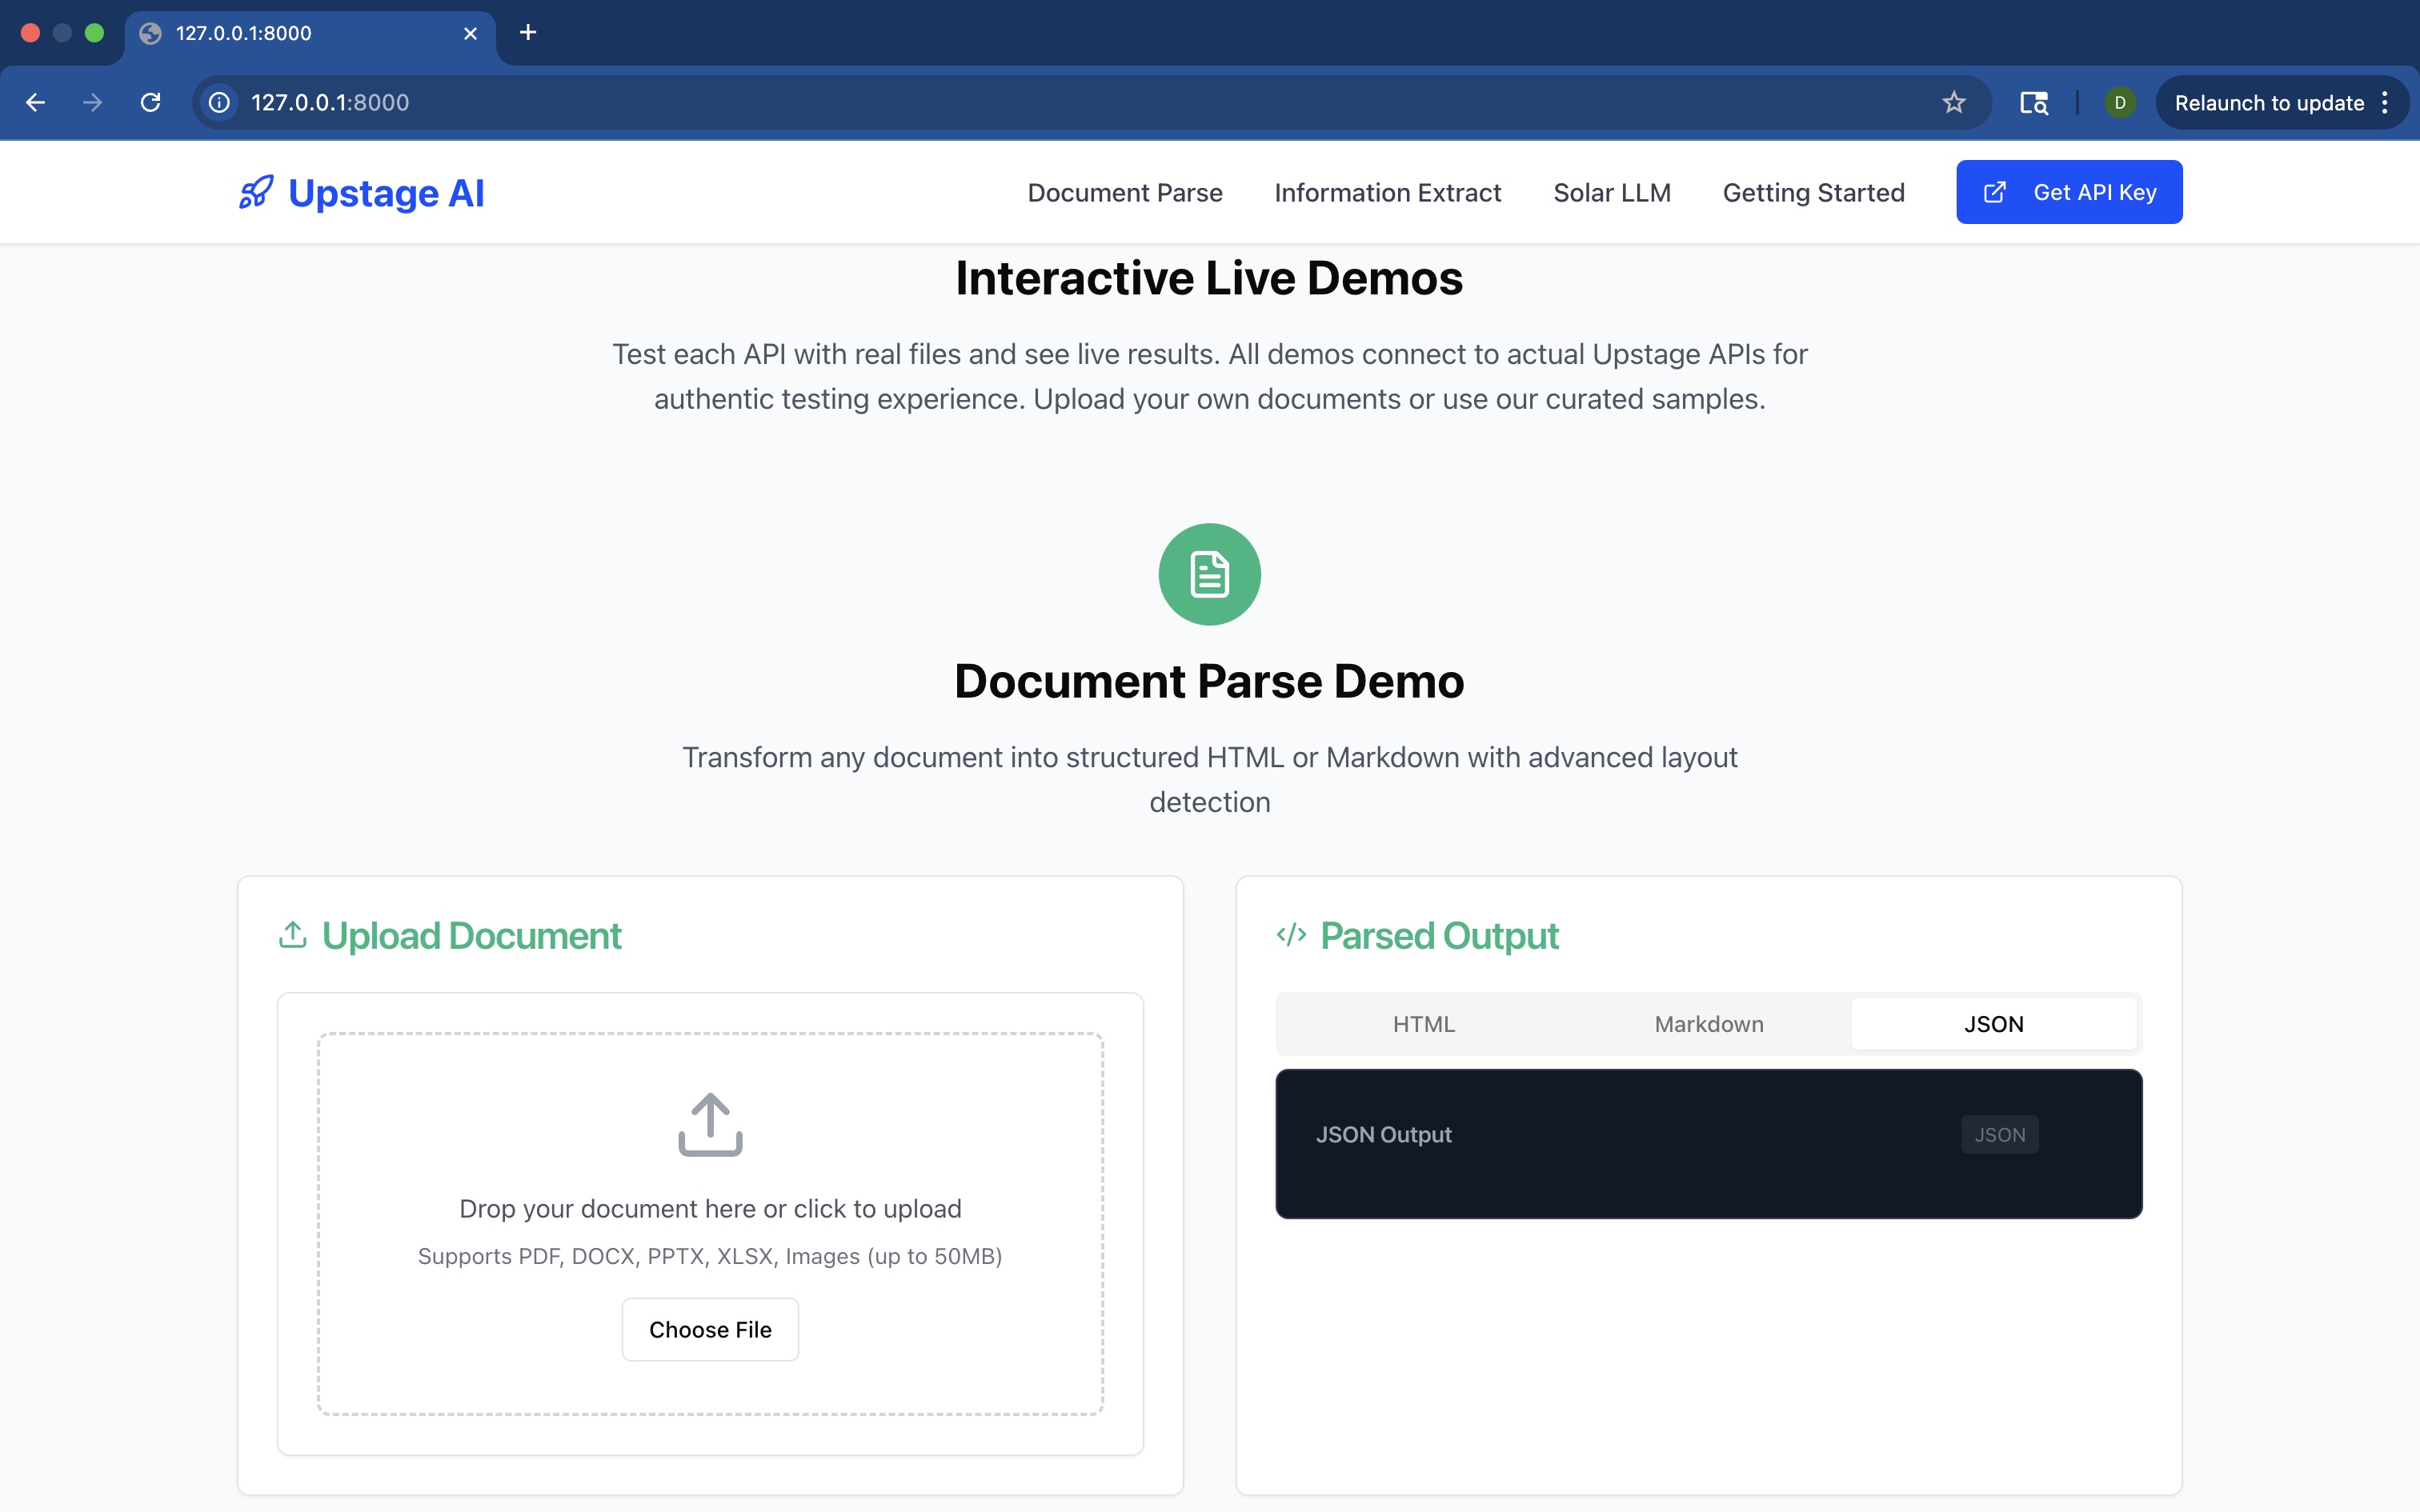 127.0.0.1:8000
127.0.0.1:8000
D
Relaunch to update
Upstage AI
Document Parse
Information Extract
Solar LLM
Getting Started
Get API Key
Interactive Live Demos
Test each API with real files and see live results. All demos connect to actual Upstage APIs for
authentic testing experience. Upload your own documents or use our curated samples.
Document Parse Demo
Transform any document into structured HTML or Markdown with advanced layout
detection
Upload Document
Drop your document here or click to upload
Supports PDF, DOCX, PPTX, XLSX, Images (up to 50MB)
Choose File
</> Parsed Output
HTML
Markdown
JSON
JSON Output
JSON